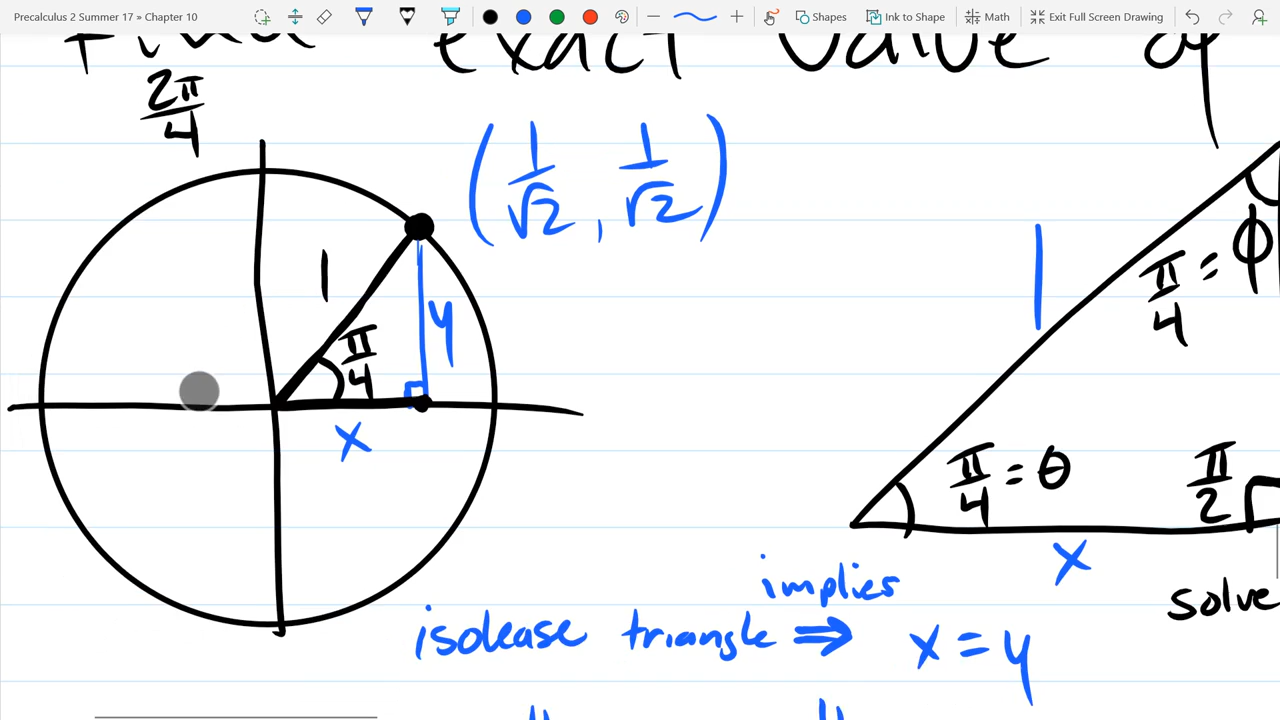 Precalculus 2 Summer 17 » Chapter 10
Shapes
Ink to Shape
Math
Exit Full Screen Drawing
Find exact value of
2π/4
(1/√2, 1/√2)
1
y
π/4
x
1
π/4 = ϕ
π/4 = θ
π/2
x
solve
implies
isolease triangle ⇒ x = y